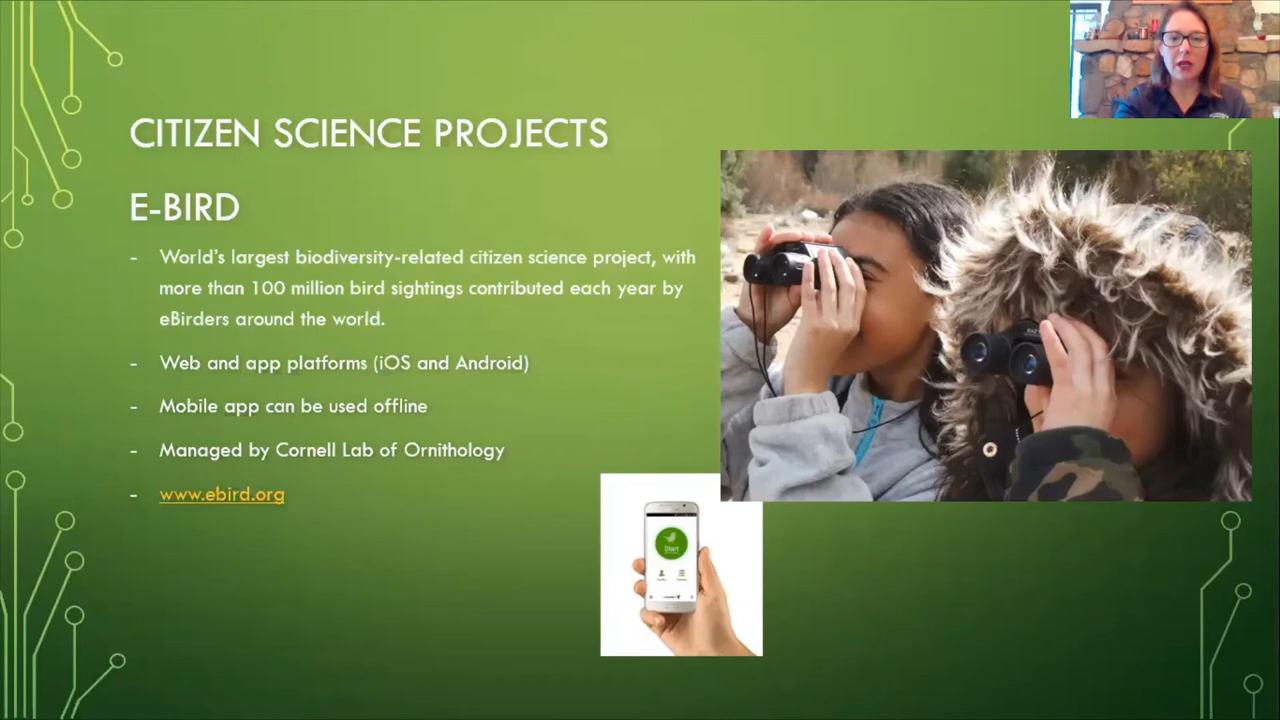 CITIZEN SCIENCE PROJECTS
E-BIRD
- World's largest biodiversity-related citizen science project, with
more than 100 million bird sightings contributed each year by
eBirders around the world.
- Web and app platforms (iOS and Android)
- Mobile app can be used offline
- Managed by Cornell Lab of Ornithology
- www.ebird.org
Start